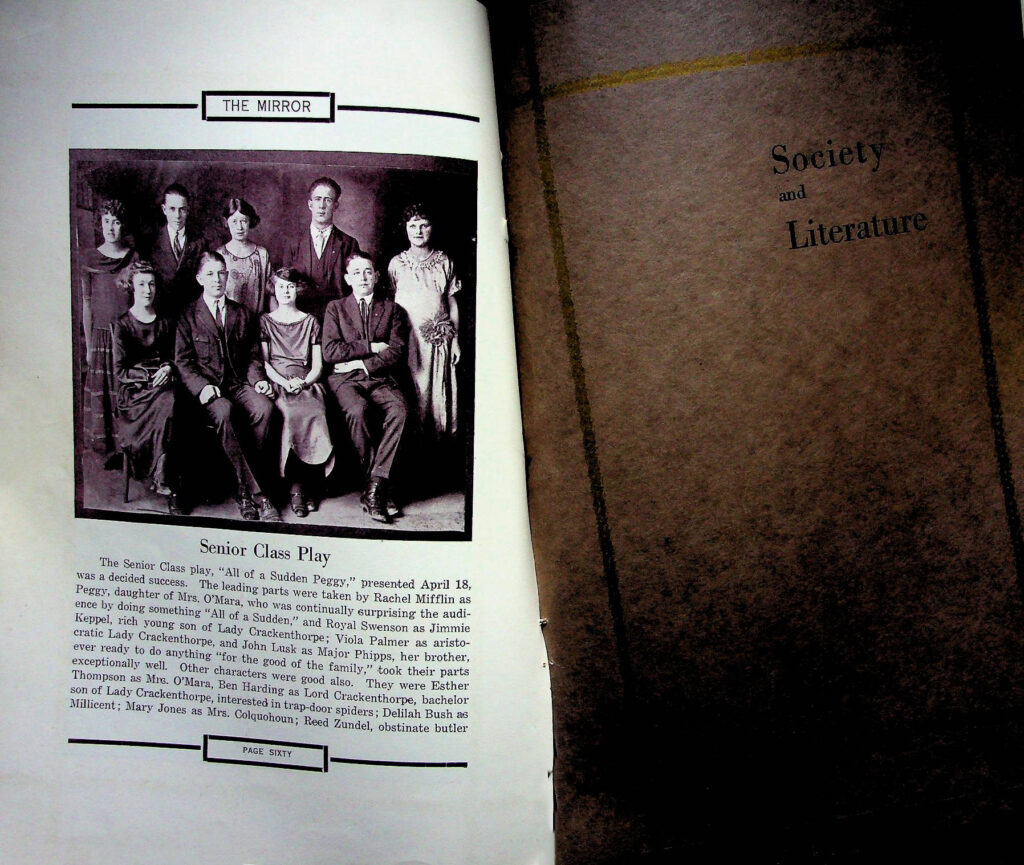 THE MIRROR
Senior Class Play
The Senior Class play, "All of a Sudden Peggy," presented April 18,
was a decided success. The leading parts were taken by Rachel Mifflin as
Peggy, daughter of Mrs. O'Mara, who was continually surprising the audi-
ence by doing something "All of a Sudden," and Royal Swenson as Jimmie
Keppel, rich young son of Lady Crackenthorpe; Viola Palmer as aristo-
cratic Lady Crackenthorpe, and John Lusk as Major Phipps, her brother,
ever ready to do anything "for the good of the family," took their parts
exceptionally well. Other characters were good also. They were Esther
Thompson as Mrs. O'Mara, Ben Harding as Lord Crackenthorpe, bachelor
son of Lady Crackenthorpe, interested in trap-door spiders; Delilah Bush as
Millicent; Mary Jones as Mrs. Colquohoun; Reed Zundel, obstinate butler
PAGE SIXTY
Society
and
Literature